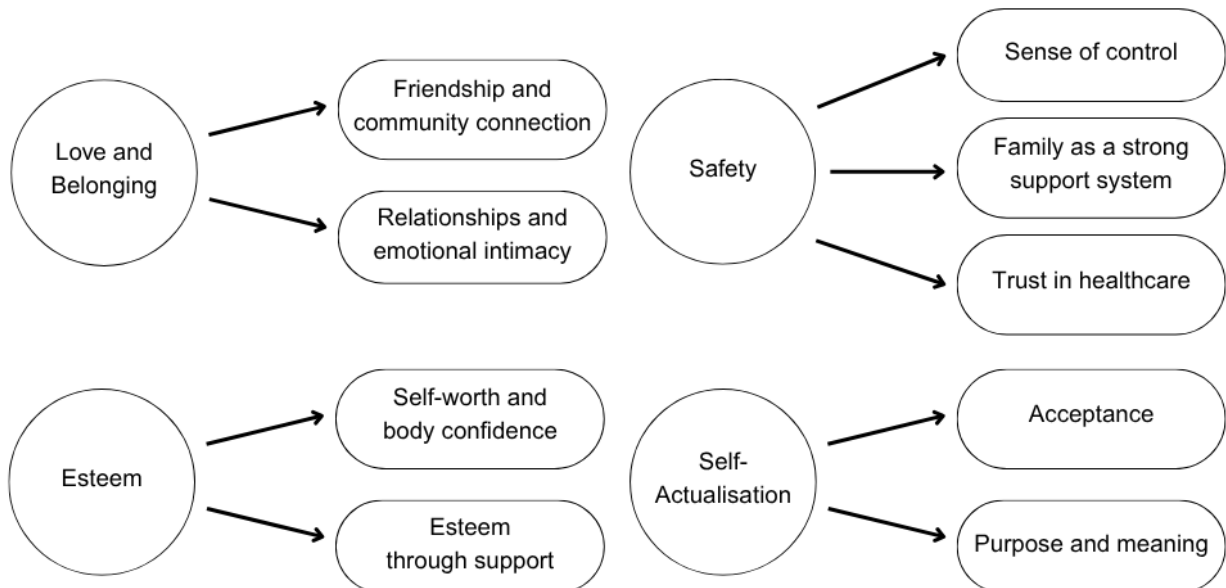 Love and
Belonging
Friendship and
community connection
Relationships and
emotional intimacy
Safety
Sense of control
Family as a strong
support system
Trust in healthcare
Esteem
Self-worth and
body confidence
Esteem
through support
Self-
Actualisation
Acceptance
Purpose and meaning